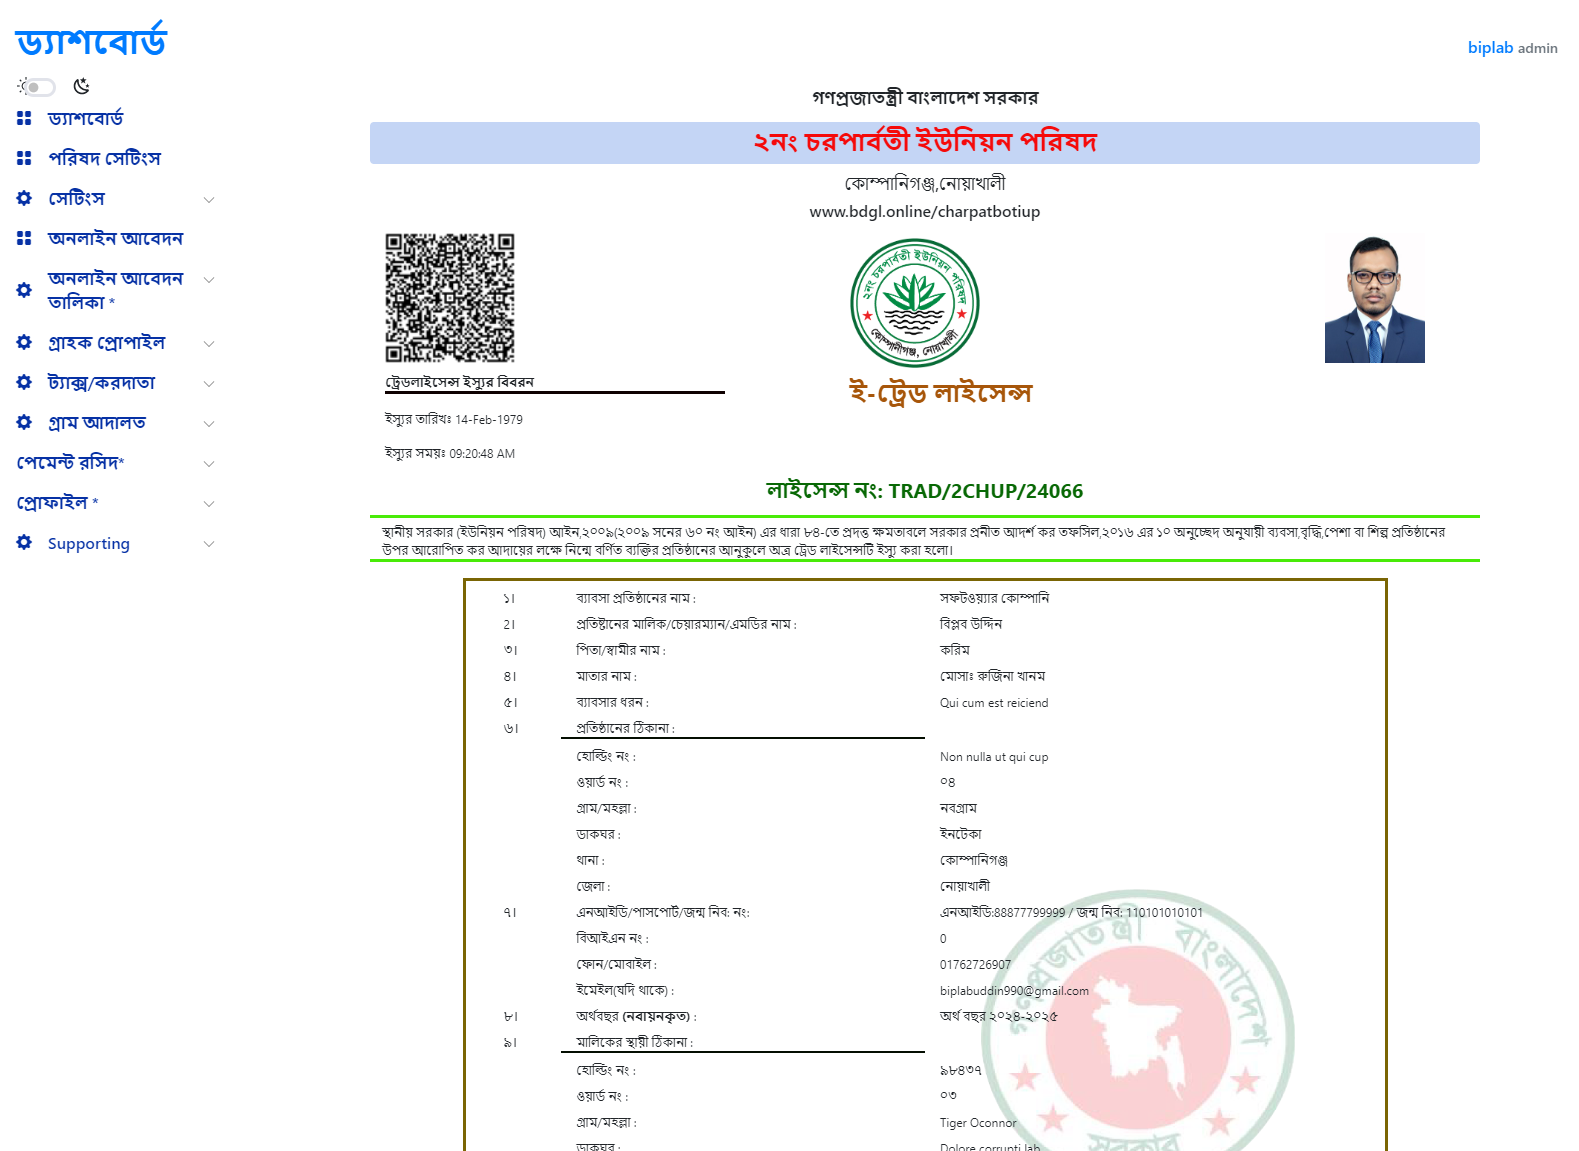 ড্যাশবোর্ড
biplab admin
ড্যাশবোর্ড
পরিষদ সেটিংস
সেটিংস
অনলাইন আবেদন
অনলাইন আবেদন
তালিকা *
গ্রাহক প্রোপাইল
ট্যাক্স/করদাতা
গ্রাম আদালত
পেমেন্ট রসিদ*
প্রোফাইল *
Supporting
গণপ্রজাতন্ত্রী বাংলাদেশ সরকার
২নং চরপার্বতী ইউনিয়ন পরিষদ
কোম্পানিগঞ্জ,নোয়াখালী
www.bdgl.online/charpatbotiup
২নং চরপার্বতী ইউনিয়ন পরিষদ
কোম্পানীগঞ্জ, নোয়াখালী
ট্রেডলাইসেন্স ইস্যুর বিবরন
ই-ট্রেড লাইসেন্স
ইস্যুর তারিখঃ 14-Feb-1979
ইস্যুর সময়ঃ 09:20:48 AM
লাইসেন্স নং: TRAD/2CHUP/24066
স্থানীয় সরকার (ইউনিয়ন পরিষদ) আইন,২০০৯(২০০৯ সনের ৬০ নং আইন) এর ধারা ৮৪-তে প্রদত্ত ক্ষমতাবলে সরকার প্রনীত আদর্শ কর তফসিল,২০১৬ এর ১০ অনুচ্ছেদ অনুযায়ী ব্যবসা,বৃদ্ধি,পেশা বা শিল্প প্রতিষ্ঠানের
উপর আরোপিত কর আদায়ের লক্ষে নিন্মে বর্ণিত ব্যক্তির প্রতিষ্ঠানের আনুকুলে অত্র ট্রেড লাইসেন্সটি ইস্যু করা হলো।
১। ব্যাবসা প্রতিষ্ঠানের নাম : সফটওয়্যার কোম্পানি
2। প্রতিষ্টানের মালিক/চেয়ারম্যান/এমডির নাম : বিপ্লব উদ্দিন
৩। পিতা/স্বামীর নাম : করিম
৪। মাতার নাম : মোসাঃ রুজিনা খানম
৫। ব্যাবসার ধরন : Qui cum est reiciend
৬। প্রতিষ্ঠানের ঠিকানা :
হোল্ডিং নং : Non nulla ut qui cup
ওয়ার্ড নং : ০৪
গ্রাম/মহল্লা : নবগ্রাম
ডাকঘর : ইনটেকা
থানা : কোম্পানিগঞ্জ
জেলা : নোয়াখালী
৭। এনআইডি/পাসপোর্ট/জন্ম নিব: নং: এনআইডি:88877799999 / জন্ম নিব: 110101010101
বিআইএন নং : 0
ফোন/মোবাইল : 01762726907
ইমেইল(যদি থাকে) : biplabuddin990@gmail.com
৮। অর্থবছর (নবায়নকৃত) : অর্থ বছর ২০২৪-২০২৫
৯। মালিকের স্থায়ী ঠিকানা :
হোল্ডিং নং : ৯৮৪৩৭
ওয়ার্ড নং : ০৩
গ্রাম/মহল্লা : Tiger Oconnor
ডাকঘর : Dolore corrupti lab
গণপ্রজাতন্ত্রী বাংলাদেশ
সরকার